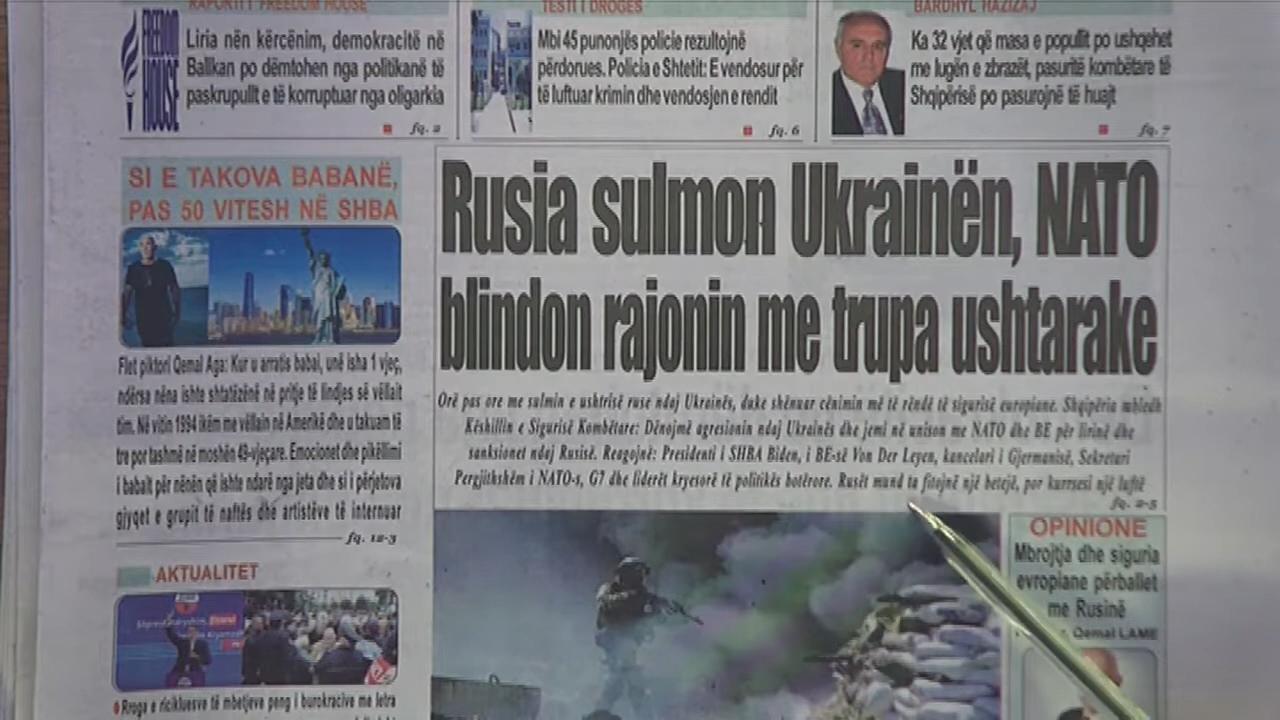 RAPORTI I FREEDOM HOUSE
FREEDOM
HOUSE
Liria nën kërcënim, demokracitë në
Ballkan po dëmtohen nga politikanë të
paskrupullt e të korruptuar nga oligarkia
fq. 2
TESTI I DROGËS
Mbi 45 punonjës policie rezultojnë
përdorues. Policia e Shtetit: E vendosur për
të luftuar krimin dhe vendosjen e rendit
fq. 6
BARDHYL HAZIZAJ
Ka 32 vjet që masa e popullit po ushqehet
me lugën e zbrazët, pasuritë kombëtare të
Shqipërisë po pasurojnë të huajt
fq. 7
SI E TAKOVA BABANË,
PAS 50 VITESH NË SHBA
Flet piktori Qemal Aga: Kur u arratis babai, unë isha 1 vjeç,
ndërsa nëna ishte shtatëzënë në pritje të lindjes së vëllait
tim. Në vitin 1994 ikëm me vëllain në Amerikë dhe u takuam të
tre por tashmë në moshën 49-vjeçare. Emocionet dhe pikëllimi
i babait për nënën që ishte ndarë nga jeta dhe si i përjetova
gjyqet e grupit të naftës dhe artistëve të internuar
fq. 12-3
AKTUALITET
Rroga e ricikluesve të mbetjeve peng i burokracive me letra
Rusia sulmon Ukrainën, NATO
blindon rajonin me trupa ushtarake
Orë pas ore me sulmin e ushtrisë ruse ndaj Ukrainës, duke shënuar cënimin më të rëndë të sigurisë europiane. Shqipëria mbledh
Këshillin e Sigurisë Kombëtare: Dënojmë agresionin ndaj Ukrainës dhe jemi në unison me NATO dhe BE për lirinë dhe
sanksionet ndaj Rusisë. Reagojnë: Presidenti i SHBA Biden, i BE-së Von Der Leyen, kancelari i Gjermanisë, Sekretari
Pergjithshëm i NATO-s, G7 dhe liderët kryesorë të politikës botërore. Rusët mund ta fitojnë një betejë, por kurrsesi një luftë
fq. 2-5
OPINIONE
Mbrojtja dhe siguria
evropiane përballet
me Rusinë
Qemal LAME